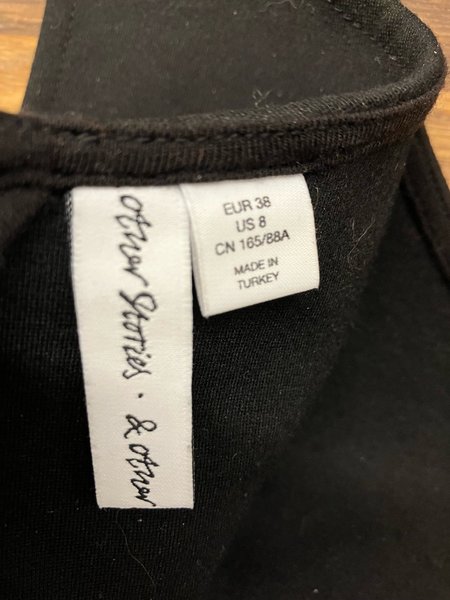 other Stories · & other
EUR 38
US 8
CN 165/88A
MADE IN
TURKEY